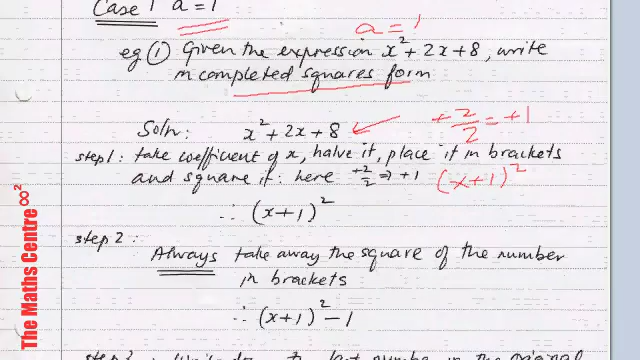 Case 1 a = 1
a = 1
eg ① Given the expression x² + 2x + 8, write
in completed squares form
Soln: x² + 2x + 8
+2/2 = +1
step 1: take coefficient of x, halve it, place it in brackets
and square it: here +2/2 ⇒ +1 (x+1)²
∴ (x+1)²
step 2:
Always take away the square of the number
in brackets
∴ (x+1)² − 1
The Maths Centre ∞²